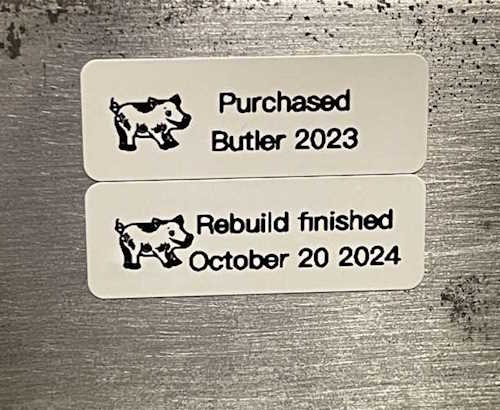 Purchased
Butler 2023
Rebuild finished
October 20 2024